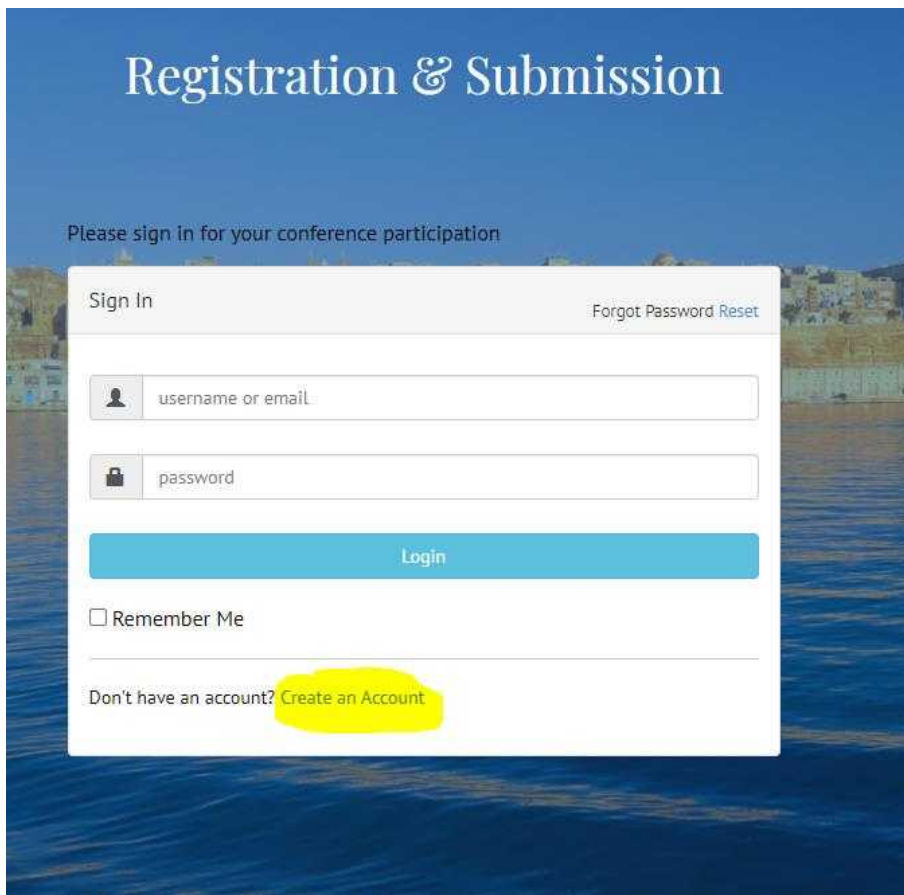 Registration & Submission
Please sign in for your conference participation
Sign In
Forgot Password Reset
username or email
password
Login
Remember Me
Don't have an account? Create an Account